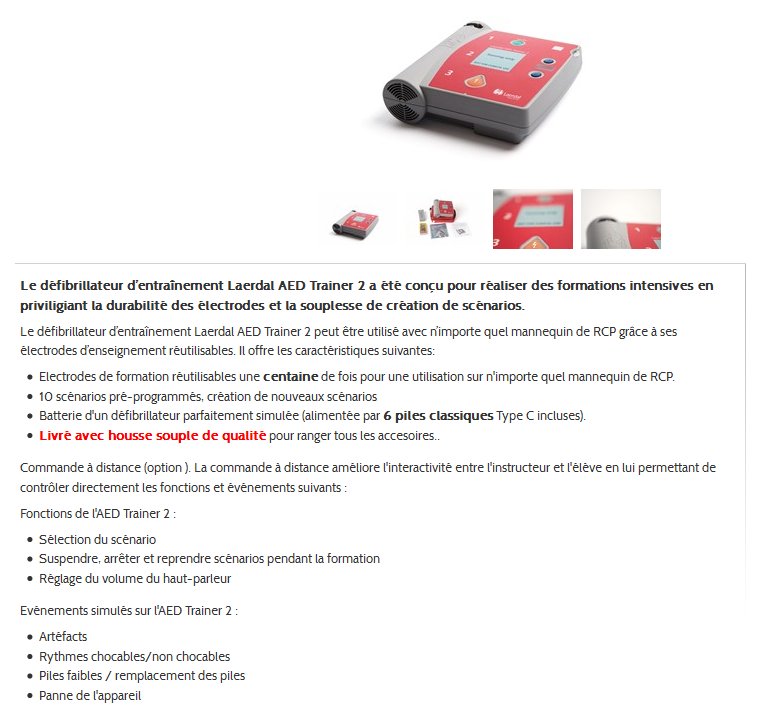 1
2
3
Laerdal
3
1
Le défibrillateur d'entraînement Laerdal AED Trainer 2 a été conçu pour réaliser des formations intensives en
priviligiant la durabilité des électrodes et la souplesse de création de scénarios.
Le défibrillateur d'entraînement Laerdal AED Trainer 2 peut être utilisé avec n'importe quel mannequin de RCP grâce à ses
électrodes d'enseignement réutilisables. Il offre les caractéristiques suivantes:
Electrodes de formation réutilisables une centaine de fois pour une utilisation sur n'importe quel mannequin de RCP.
10 scénarios pré-programmés, création de nouveaux scénarios
Batterie d'un défibrillateur parfaitement simulée (alimentée par 6 piles classiques Type C incluses).
Livré avec housse souple de qualité pour ranger tous les accesoires..
Commande à distance (option ). La commande à distance améliore l'interactivité entre l'instructeur et l'élève en lui permettant de
contrôler directement les fonctions et événements suivants :
Fonctions de l'AED Trainer 2 :
Sélection du scénario
Suspendre, arrêter et reprendre scénarios pendant la formation
Réglage du volume du haut-parleur
Evénements simulés sur l'AED Trainer 2 :
Artéfacts
Rythmes chocables/non chocables
Piles faibles / remplacement des piles
Panne de l'appareil